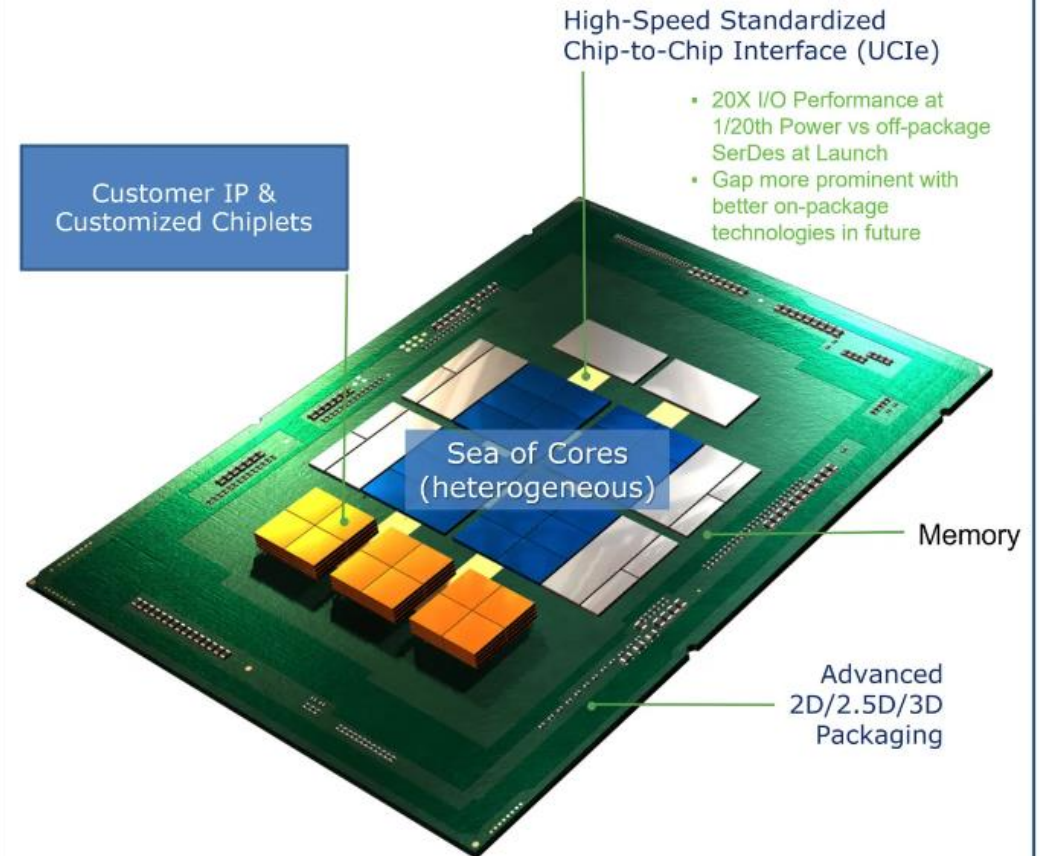 High-Speed Standardized
Chip-to-Chip Interface (UCIe)
▪ 20X I/O Performance at
1/20th Power vs off-package
SerDes at Launch
▪ Gap more prominent with
better on-package
technologies in future
Customer IP &
Customized Chiplets
Sea of Cores
(heterogeneous)
Memory
Advanced
2D/2.5D/3D
Packaging